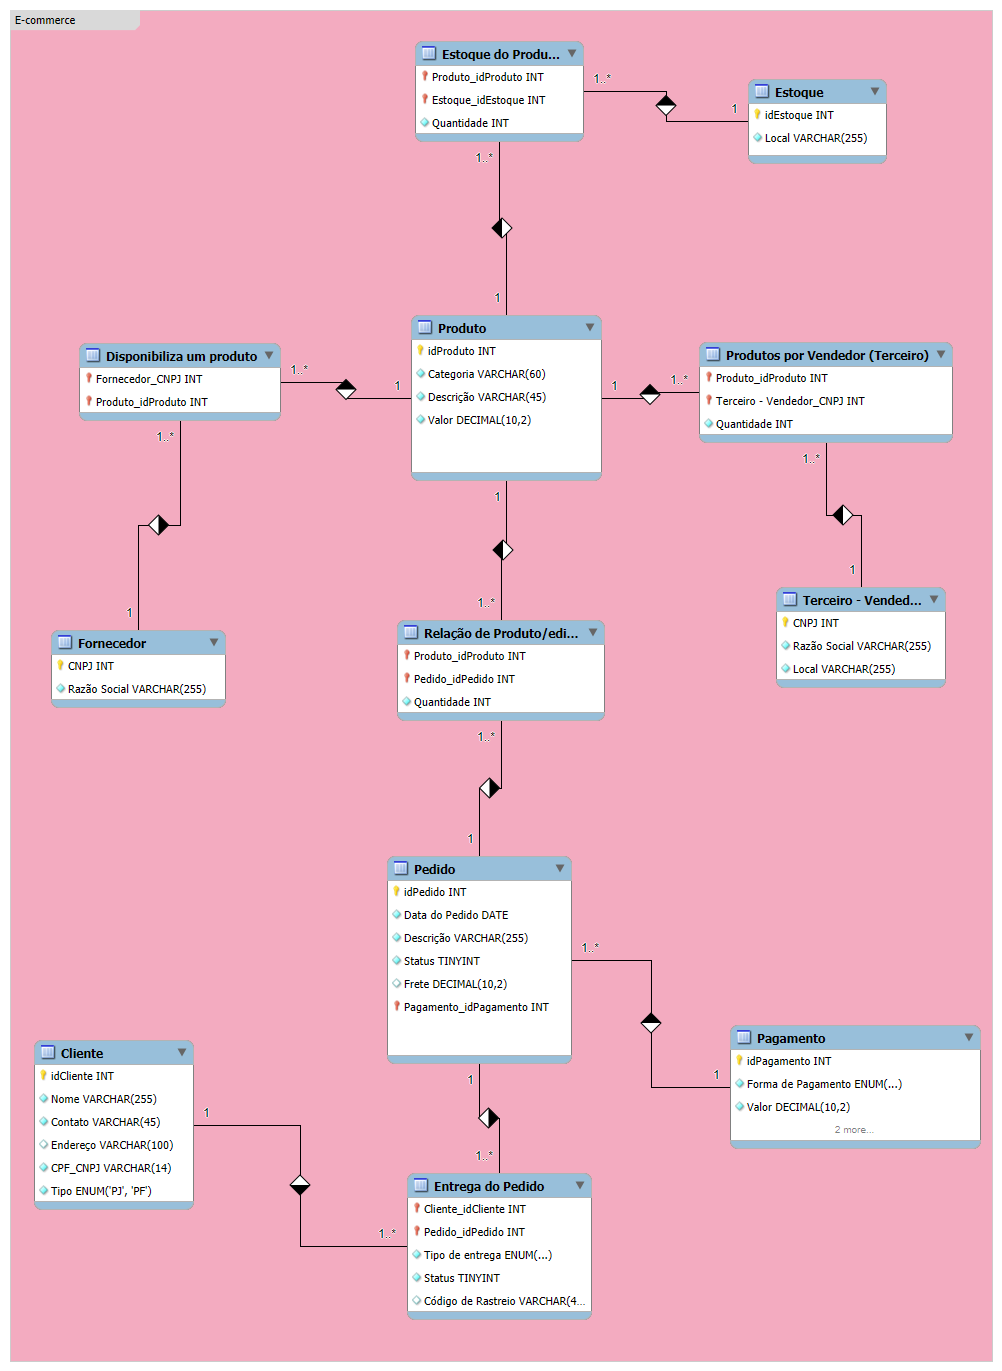 E-commerce
Estoque do Produ...
Produto_idProduto INT
Estoque_idEstoque INT
Quantidade INT
1..*
1
Estoque
idEstoque INT
Local VARCHAR(255)
1..*
1
Produto
idProduto INT
Categoria VARCHAR(60)
Descrição VARCHAR(45)
Valor DECIMAL(10,2)
Disponibiliza um produto
Fornecedor_CNPJ INT
Produto_idProduto INT
1..*
1
1
1..*
Produtos por Vendedor (Terceiro)
Produto_idProduto INT
Terceiro - Vendedor_CNPJ INT
Quantidade INT
1..*
1
Fornecedor
CNPJ INT
Razão Social VARCHAR(255)
1..*
1
Terceiro - Vended...
CNPJ INT
Razão Social VARCHAR(255)
Local VARCHAR(255)
1
1..*
Relação de Produto/edi...
Produto_idProduto INT
Pedido_idPedido INT
Quantidade INT
1..*
1
Pedido
idPedido INT
Data do Pedido DATE
Descrição VARCHAR(255)
Status TINYINT
Frete DECIMAL(10,2)
Pagamento_idPagamento INT
1..*
1
Pagamento
idPagamento INT
Forma de Pagamento ENUM(...)
Valor DECIMAL(10,2)
2 more...
Cliente
idCliente INT
Nome VARCHAR(255)
Contato VARCHAR(45)
Endereço VARCHAR(100)
CPF_CNPJ VARCHAR(14)
Tipo ENUM('PJ', 'PF')
1
1..*
1
1..*
Entrega do Pedido
Cliente_idCliente INT
Pedido_idPedido INT
Tipo de entrega ENUM(...)
Status TINYINT
Código de Rastreio VARCHAR(4...